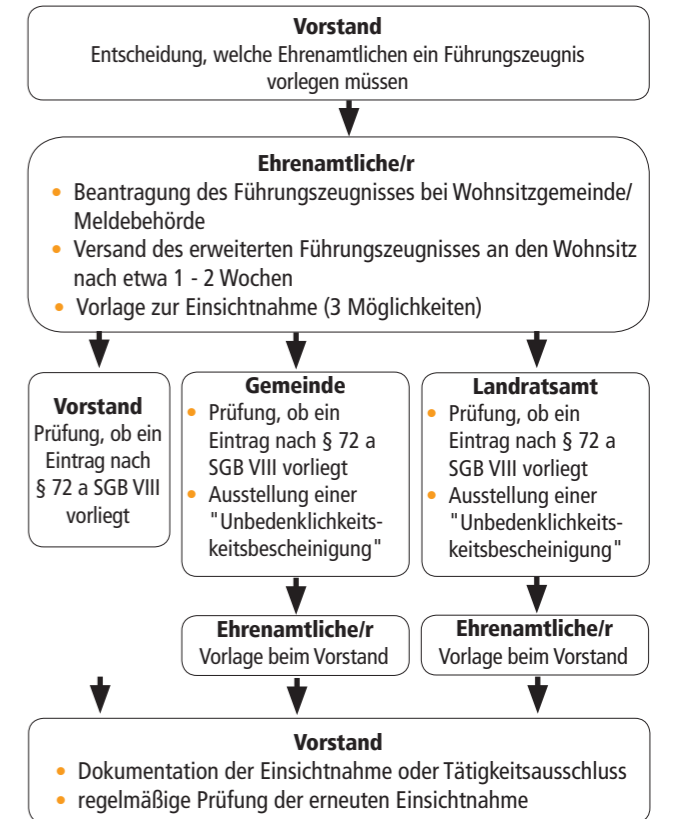 Vorstand
Entscheidung, welche Ehrenamtlichen ein Führungszeugnis
vorlegen müssen
Ehrenamtliche/r
• Beantragung des Führungszeugnisses bei Wohnsitzgemeinde/
Meldebehörde
• Versand des erweiterten Führungszeugnisses an den Wohnsitz
nach etwa 1 - 2 Wochen
• Vorlage zur Einsichtnahme (3 Möglichkeiten)
Vorstand
Prüfung, ob ein
Eintrag nach
§ 72 a SGB VIII
vorliegt
Gemeinde
• Prüfung, ob ein
Eintrag nach § 72 a
SGB VIII vorliegt
• Ausstellung einer
"Unbedenklichkeits-
keitsbescheinigung"
Landratsamt
• Prüfung, ob ein
Eintrag nach § 72 a
SGB VIII vorliegt
• Ausstellung einer
"Unbedenklichkeits-
keitsbescheinigung"
Ehrenamtliche/r
Vorlage beim Vorstand
Ehrenamtliche/r
Vorlage beim Vorstand
Vorstand
• Dokumentation der Einsichtnahme oder Tätigkeitsausschluss
• regelmäßige Prüfung der erneuten Einsichtnahme